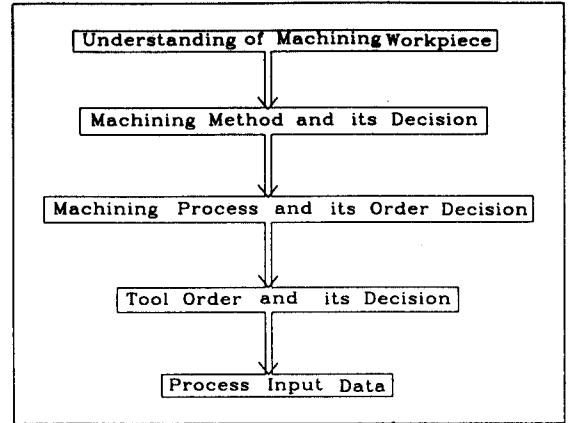 Understanding of Machining Workpiece
Machining Method and its Decision
Machining Process and its Order Decision
Tool Order and its Decision
Process Input Data